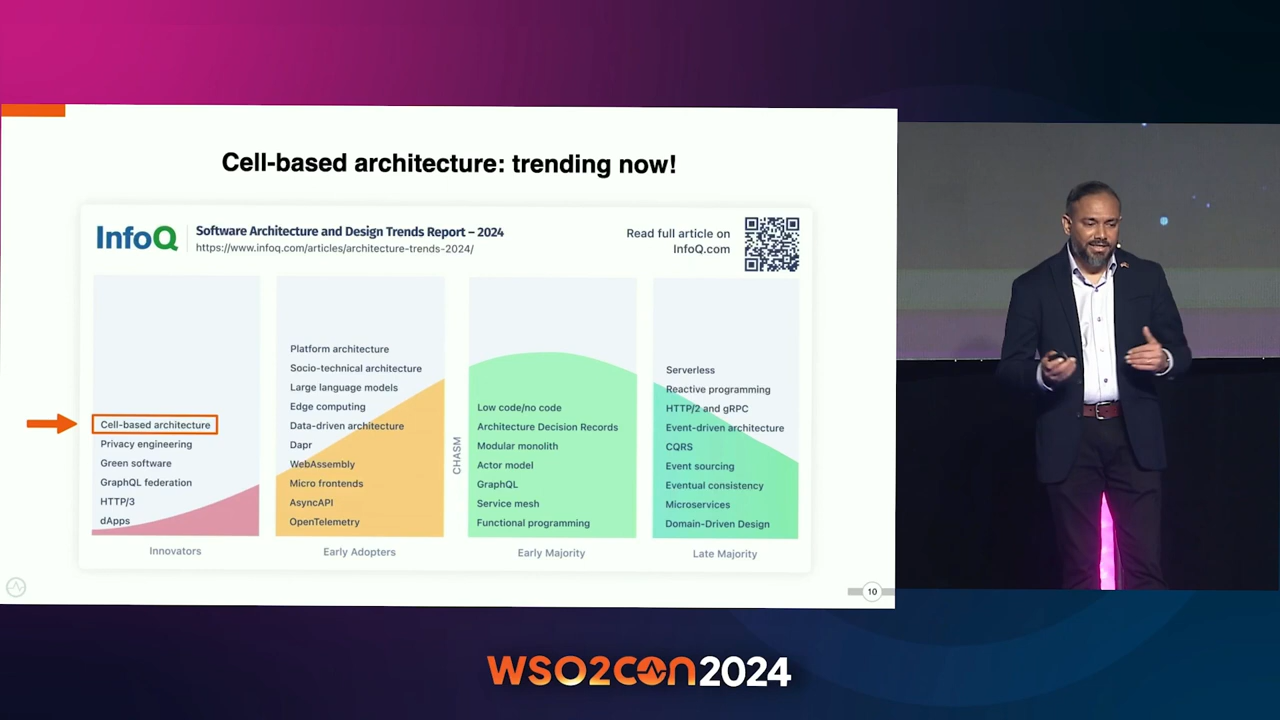 Cell-based architecture: trending now!
InfoQ
Software Architecture and Design Trends Report – 2024
https://www.infoq.com/articles/architecture-trends-2024/
Read full article on
InfoQ.com
Cell-based architecture
Privacy engineering
Green software
GraphQL federation
HTTP/3
dApps
Innovators
Platform architecture
Socio-technical architecture
Large language models
Edge computing
Data-driven architecture
Dapr
WebAssembly
Micro frontends
AsyncAPI
OpenTelemetry
Early Adopters
CHASM
Low code/no code
Architecture Decision Records
Modular monolith
Actor model
GraphQL
Service mesh
Functional programming
Early Majority
Serverless
Reactive programming
HTTP/2 and gRPC
Event-driven architecture
CQRS
Event sourcing
Eventual consistency
Microservices
Domain-Driven Design
Late Majority
10
WSO2CON2024